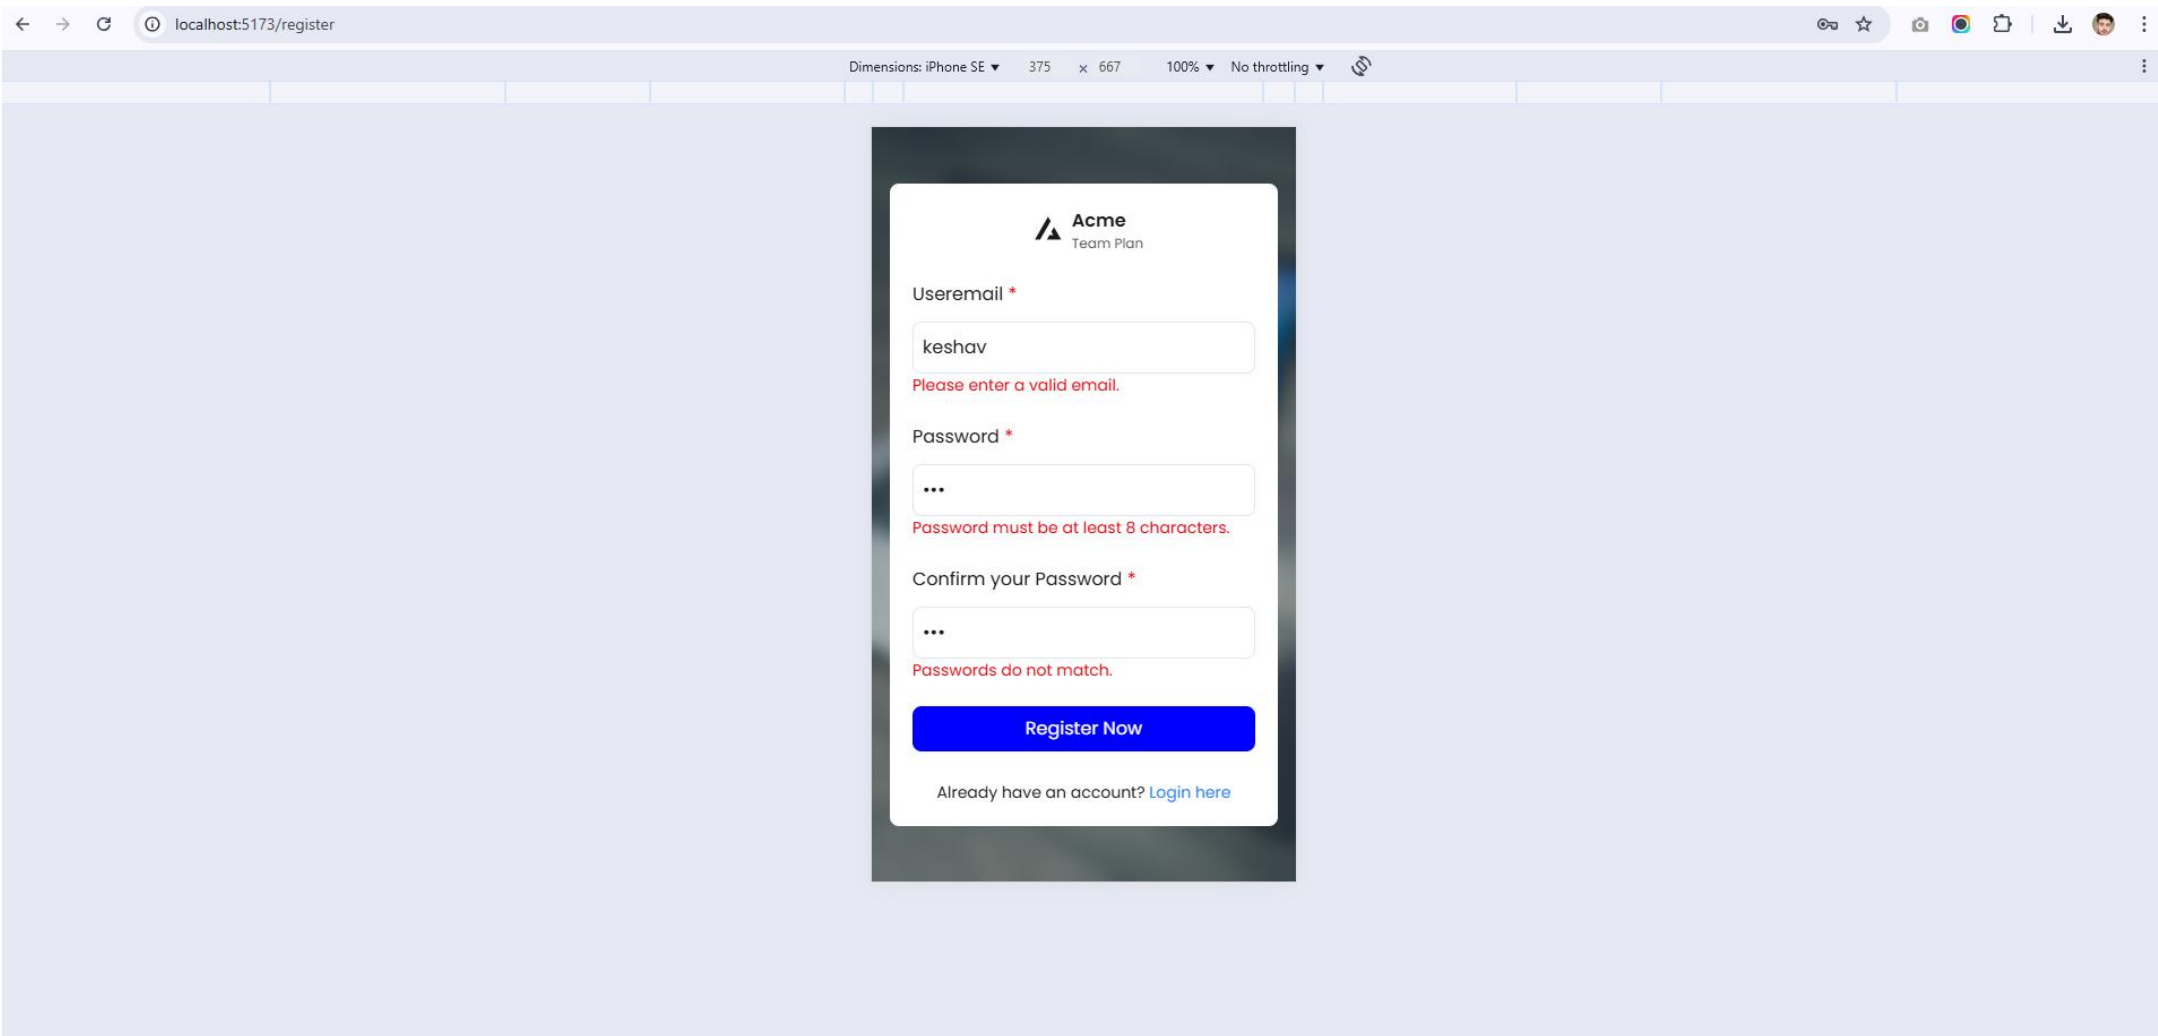 localhost:5173/register
Dimensions: iPhone SE ▼ 375 × 667 100% ▼ No throttling ▼
Acme
Team Plan
Useremail *
keshav
Please enter a valid email.
Password *
•••
Password must be at least 8 characters.
Confirm your Password *
•••
Passwords do not match.
Register Now
Already have an account? Login here